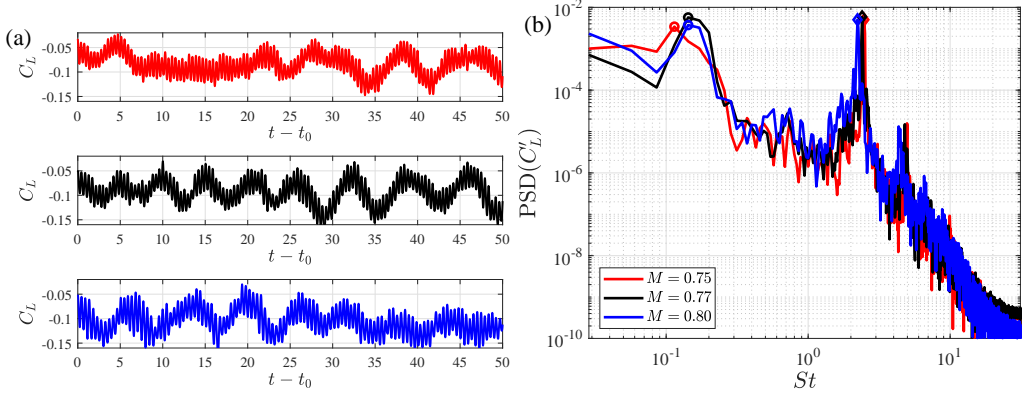 (a)
C_L
-0.05
-0.1
-0.15
0 5 10 15 20 25 30 35 40 45 50
t − t_0
C_L
-0.05
-0.1
-0.15
0 5 10 15 20 25 30 35 40 45 50
t − t_0
C_L
-0.05
-0.1
-0.15
0 5 10 15 20 25 30 35 40 45 50
t − t_0
(b)
PSD(C'_L)
10^-2
10^-4
10^-6
10^-8
10^-10
M = 0.75
M = 0.77
M = 0.80
10^-1 10^0 10^1
St